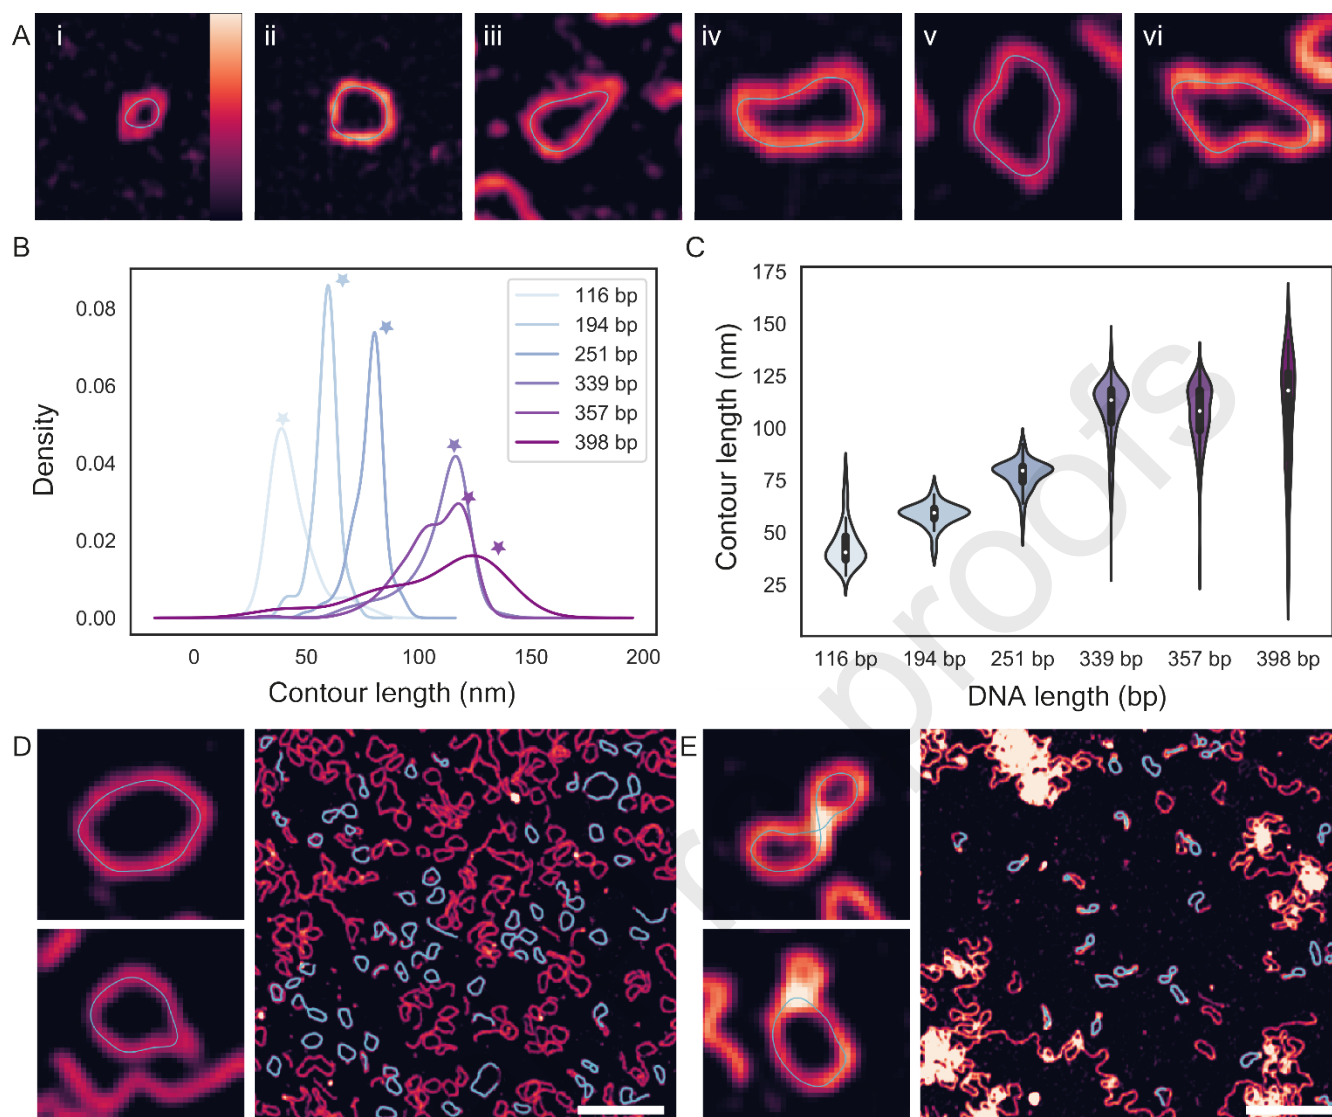 A i ii iii iv v vi
B
0.08
0.06
0.04
0.02
0.00
Density
0 50 100 150 200
Contour length (nm)
116 bp
194 bp
251 bp
339 bp
357 bp
398 bp
C
175
150
125
100
75
50
25
Contour length (nm)
116 bp 194 bp 251 bp 339 bp 357 bp 398 bp
DNA length (bp)
D
E
proofs